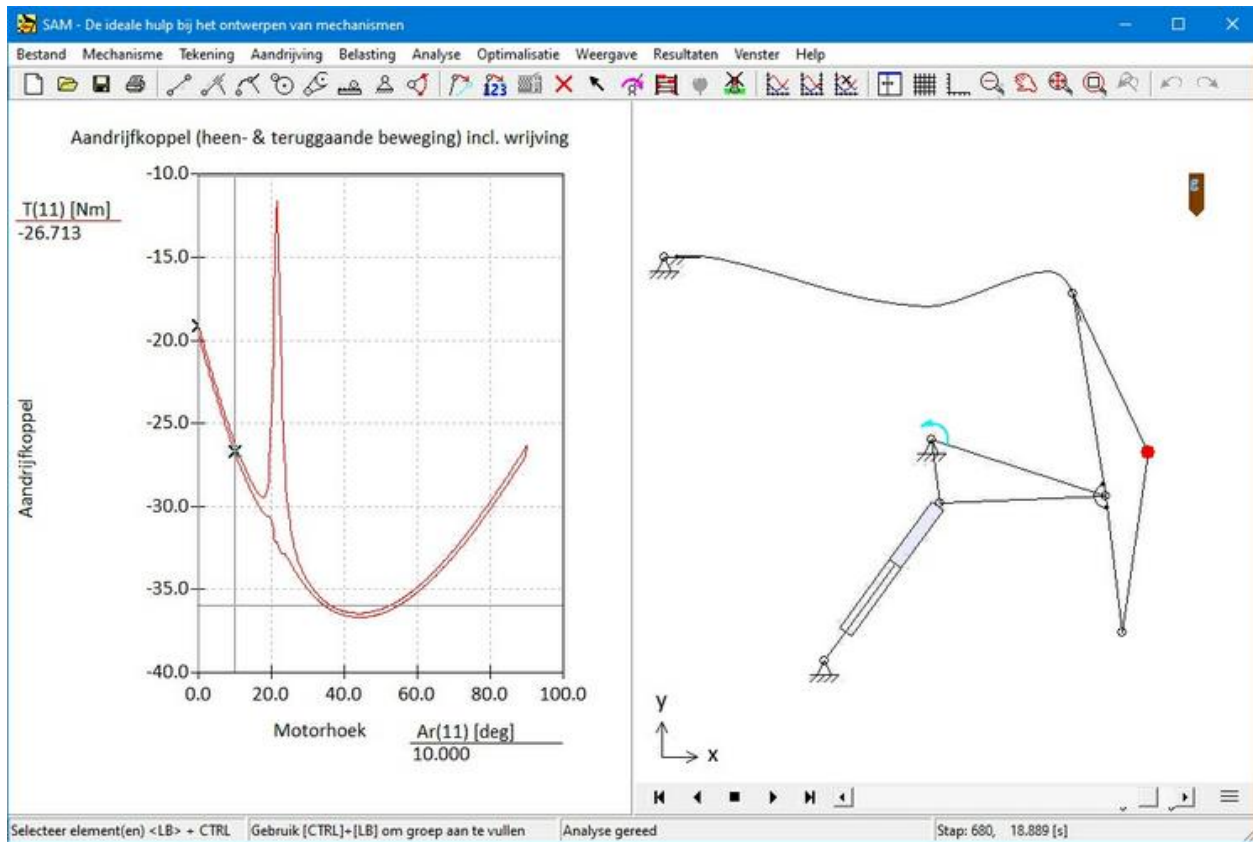 SAM - De ideale hulp bij het ontwerpen van mechanismen
Bestand Mechanisme Tekening Aandrijving Belasting Analyse Optimalisatie Weergave Resultaten Venster Help
123
Aandrijfkoppel (heen- & teruggaande beweging) incl. wrijving
T(11) [Nm]
-26.713
-10.0
-15.0
-20.0
-25.0
-30.0
-35.0
-40.0
Aandrijfkoppel
0.0 20.0 40.0 60.0 80.0 100.0
Motorhoek
Ar(11) [deg]
10.000
y
x
Selecteer element(en) <LB> + CTRL
Gebruik [CTRL]+[LB] om groep aan te vullen
Analyse gereed
Stap: 680, 18.889 [s]